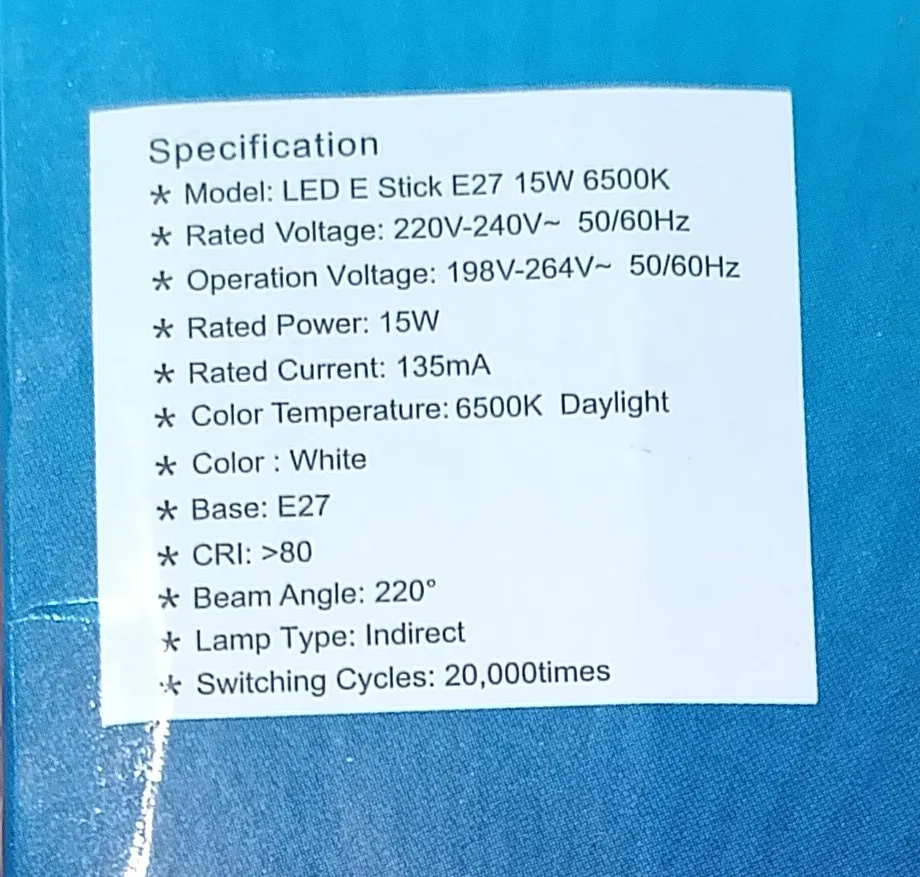 Specification
* Model: LED E Stick E27 15W 6500K
* Rated Voltage: 220V-240V~ 50/60Hz
* Operation Voltage: 198V-264V~ 50/60Hz
* Rated Power: 15W
* Rated Current: 135mA
* Color Temperature: 6500K Daylight
* Color : White
* Base: E27
* CRI: >80
* Beam Angle: 220°
* Lamp Type: Indirect
* Switching Cycles: 20,000times